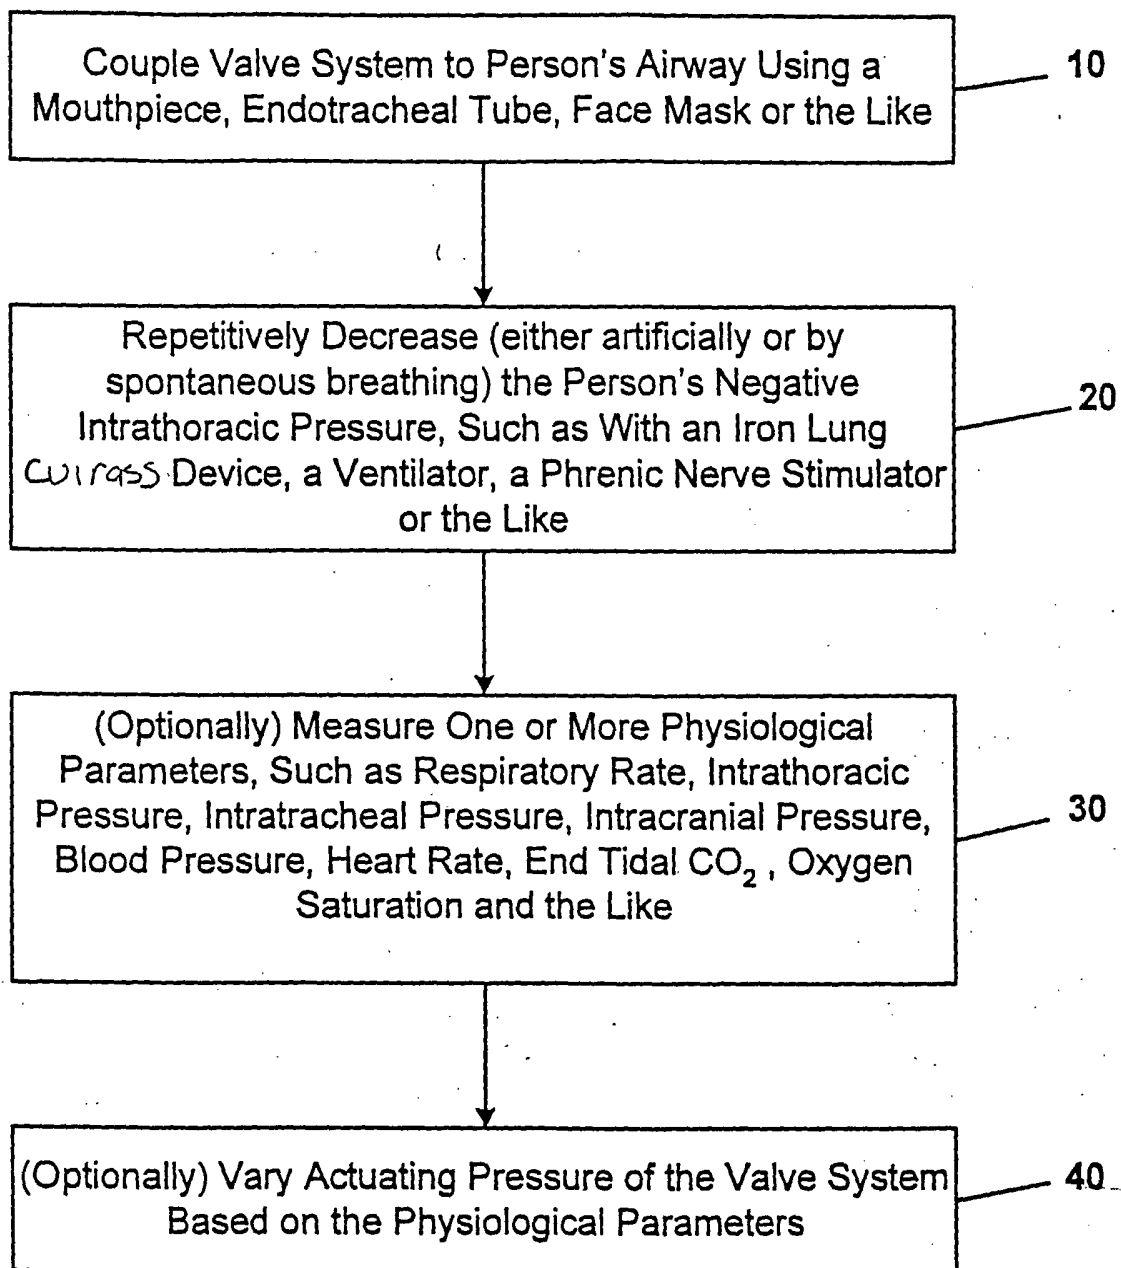 Couple Valve System to Person's Airway Using a
Mouthpiece, Endotracheal Tube, Face Mask or the Like
10
Repetitively Decrease (either artificially or by
spontaneous breathing) the Person's Negative
Intrathoracic Pressure, Such as With an Iron Lung
cuirass Device, a Ventilator, a Phrenic Nerve Stimulator
or the Like
20
(Optionally) Measure One or More Physiological
Parameters, Such as Respiratory Rate, Intrathoracic
Pressure, Intratracheal Pressure, Intracranial Pressure,
Blood Pressure, Heart Rate, End Tidal CO₂ , Oxygen
Saturation and the Like
30
(Optionally) Vary Actuating Pressure of the Valve System
Based on the Physiological Parameters
40